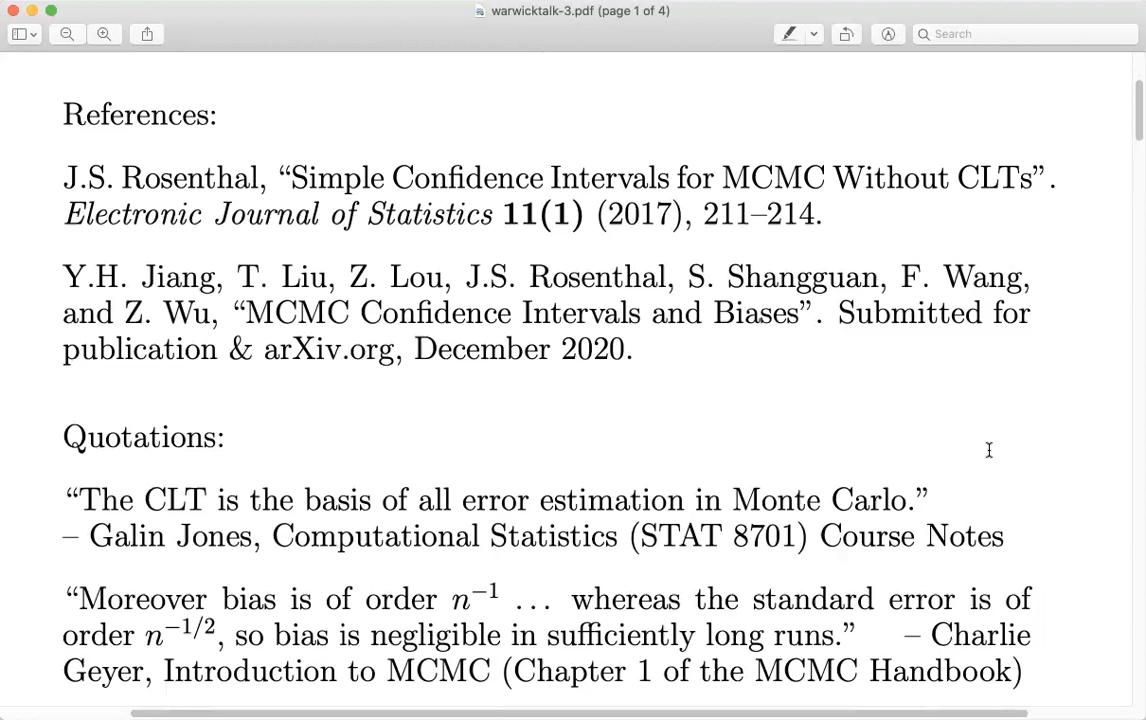 warwicktalk-3.pdf (page 1 of 4)
Search
References:
J.S. Rosenthal, “Simple Confidence Intervals for MCMC Without CLTs”.
Electronic Journal of Statistics 11(1) (2017), 211–214.
Y.H. Jiang, T. Liu, Z. Lou, J.S. Rosenthal, S. Shangguan, F. Wang,
and Z. Wu, “MCMC Confidence Intervals and Biases”. Submitted for
publication & arXiv.org, December 2020.
Quotations:
“The CLT is the basis of all error estimation in Monte Carlo.”
– Galin Jones, Computational Statistics (STAT 8701) Course Notes
“Moreover bias is of order n⁻¹ … whereas the standard error is of
order n⁻¹/², so bias is negligible in sufficiently long runs.” – Charlie
Geyer, Introduction to MCMC (Chapter 1 of the MCMC Handbook)